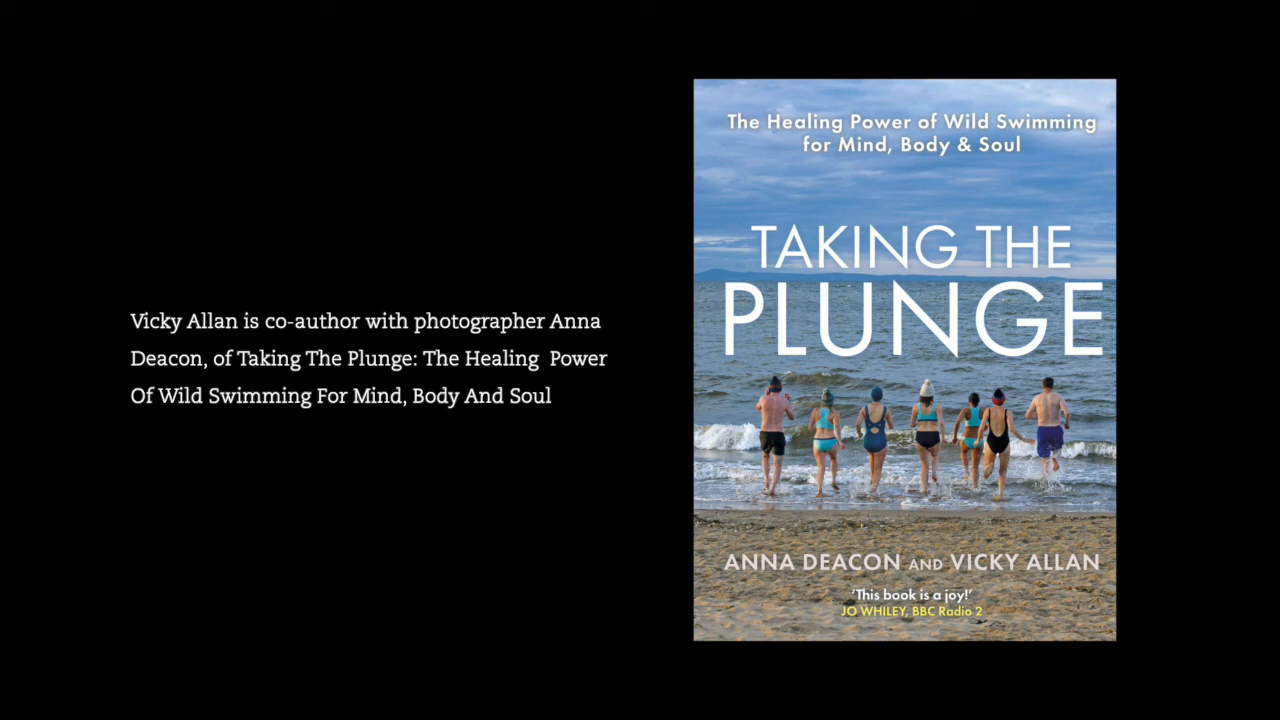 Vicky Allan is co-author with photographer Anna
Deacon, of Taking The Plunge: The Healing  Power
Of Wild Swimming For Mind, Body And Soul
The Healing Power of Wild Swimming
for Mind, Body & Soul
TAKING THE
PLUNGE
ANNA DEACON AND VICKY ALLAN
‘This book is a joy!’
JO WHILEY, BBC Radio 2